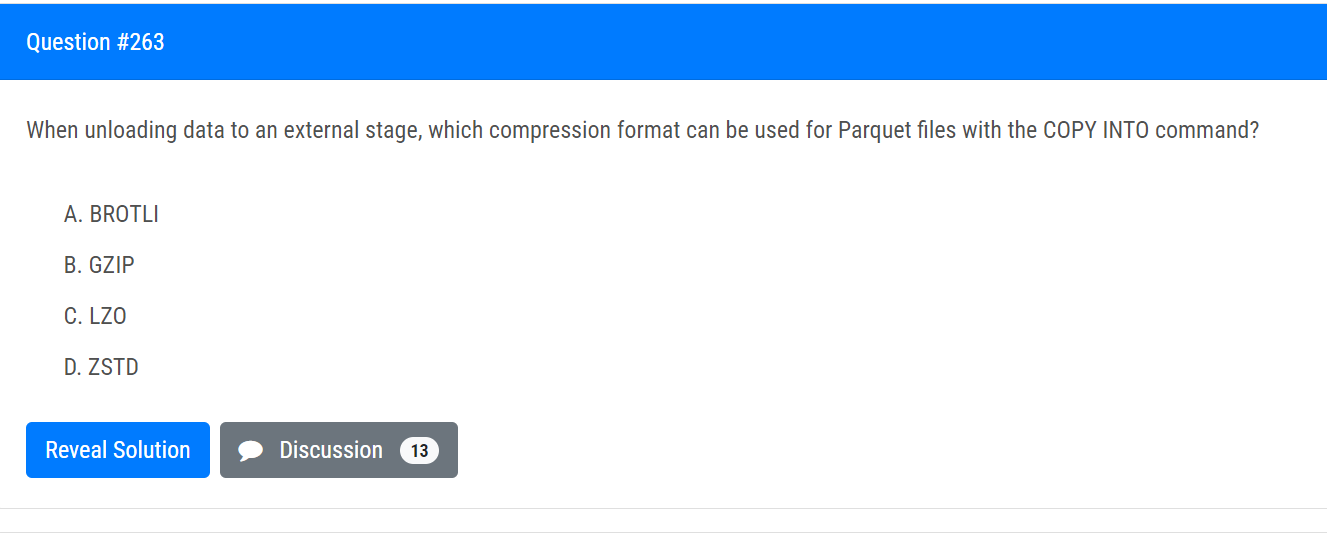 Question #263
When unloading data to an external stage, which compression format can be used for Parquet files with the COPY INTO command?
A. BROTLI
B. GZIP
C. LZO
D. ZSTD
Reveal Solution Discussion 13